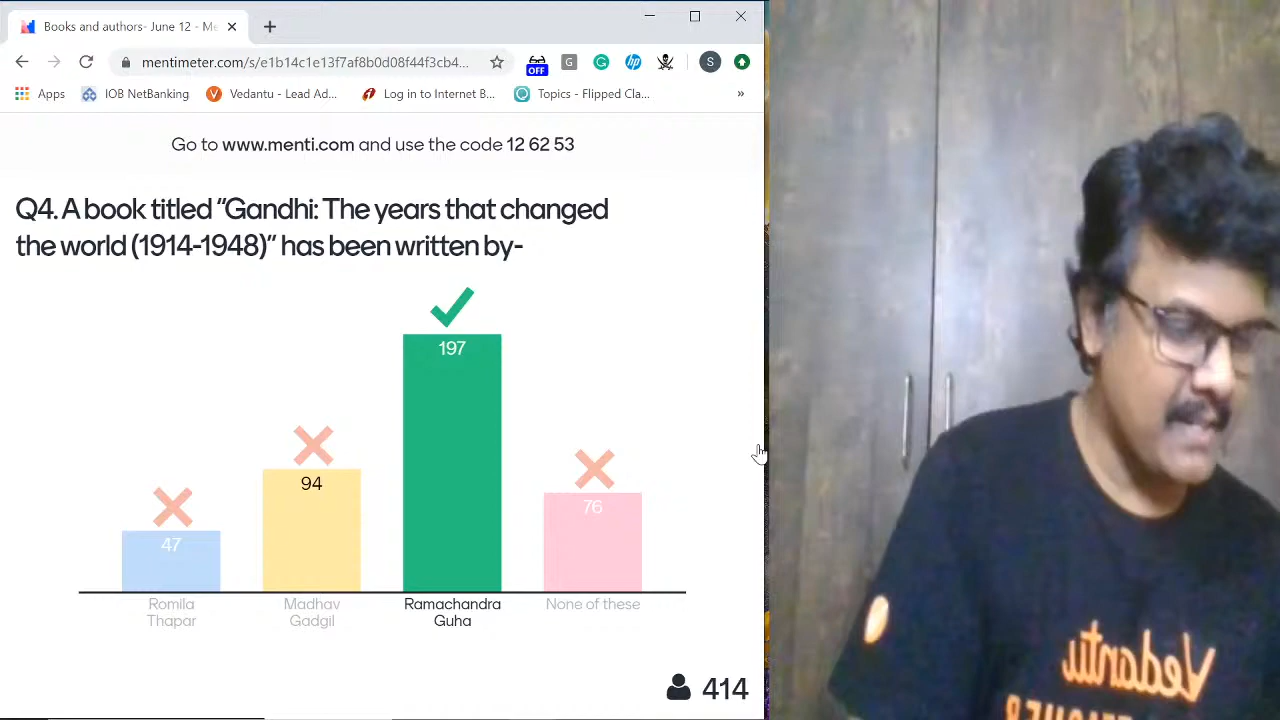 Books and authors- June 12 - Me
mentimeter.com/s/e1b14c1e13f7af8b0d08f44f3cb4...
OFF
G
G
hp
S
Apps
IOB NetBanking
V
Vedantu - Lead Ad...
Log in to Internet B...
Topics - Flipped Cla...
»
Go to www.menti.com and use the code 12 62 53
Q4. A book titled “Gandhi: The years that changed
the world (1914-1948)” has been written by-
197
94
76
47
Romila
Thapar
Madhav
Gadgil
Ramachandra
Guha
None of these
414
Vedantu